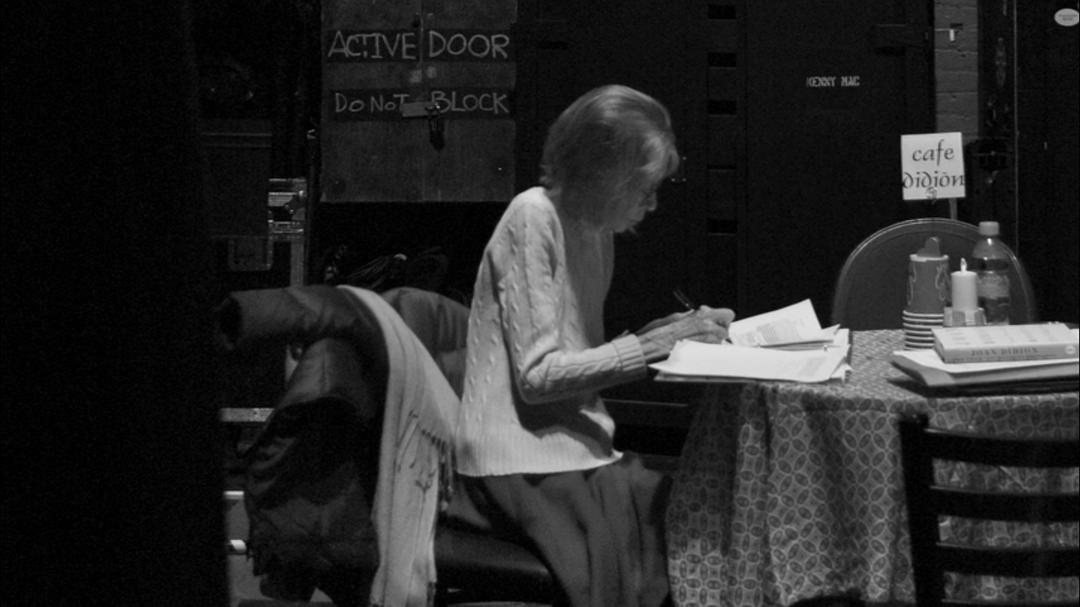 ACTIVE DOOR
DO NOT BLOCK
KENNY MAC
cafe
didion
JOAN DIDION